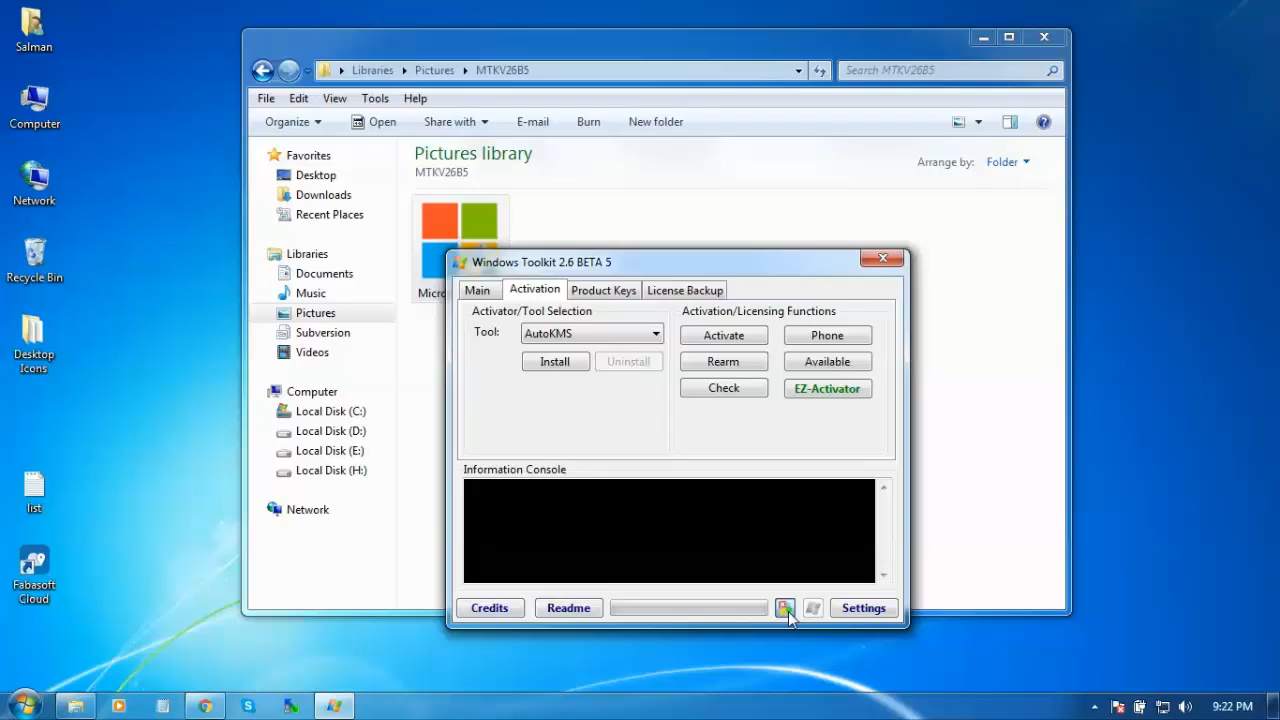 Salman
Computer
Network
Recycle Bin
Desktop
Icons
list
Fabasoft
Cloud
Libraries
Pictures
MTKV26B5
Search MTKV26B5
File
Edit
View
Tools
Help
Organize
Open
Share with
E-mail
Burn
New folder
Favorites
Desktop
Downloads
Recent Places
Libraries
Documents
Music
Pictures
Subversion
Videos
Computer
Local Disk (C:)
Local Disk (D:)
Local Disk (E:)
Local Disk (H:)
Network
Pictures library
MTKV26B5
Arrange by: Folder
Windows Toolkit 2.6 BETA 5
Main
Activation
Product Keys
License Backup
Activator/Tool Selection
Tool: AutoKMS
Install
Uninstall
Activation/Licensing Functions
Activate
Phone
Rearm
Available
Check
EZ-Activator
Information Console
Credits
Readme
Settings
9:22 PM